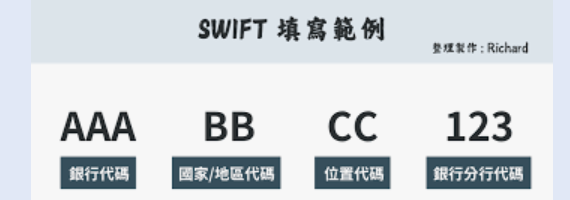 SWIFT 填寫範例
整理製作：Richard
AAA BB CC 123
銀行代碼 國家/地區代碼 位置代碼 銀行分行代碼